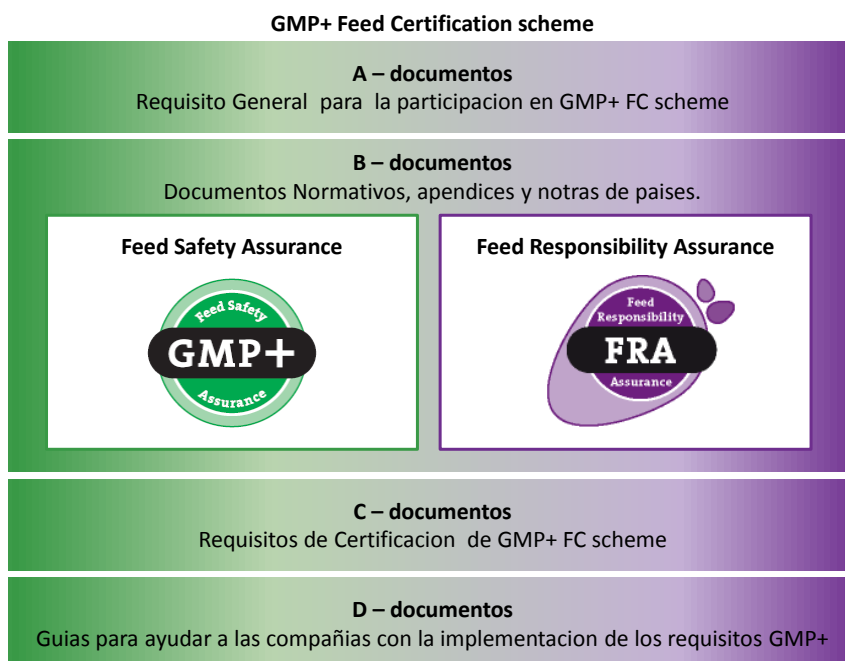 GMP+ Feed Certification scheme
A – documentos
Requisito General para la participacion en GMP+ FC scheme
B – documentos
Documentos Normativos, apendices y notras de paises.
Feed Safety Assurance
Feed Responsibility Assurance
Feed Safety
GMP+
Assurance
Feed
Responsibility
FRA
Assurance
C – documentos
Requisitos de Certificacion de GMP+ FC scheme
D – documentos
Guias para ayudar a las compañias con la implementacion de los requisitos GMP+